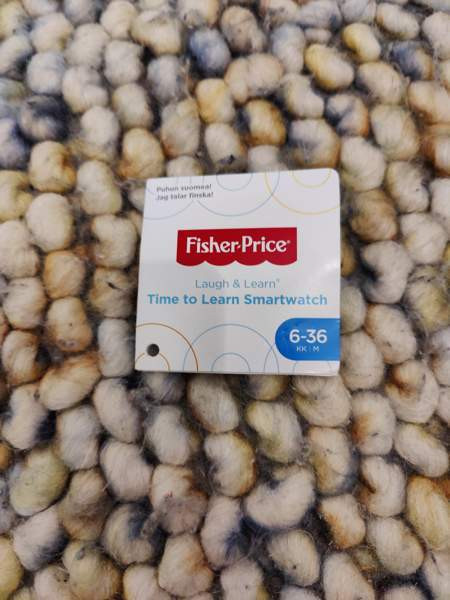 Puhun suomea!
Jag talar finska!
Fisher-Price®
Laugh & Learn®
Time to Learn Smartwatch
6-36
KK | M